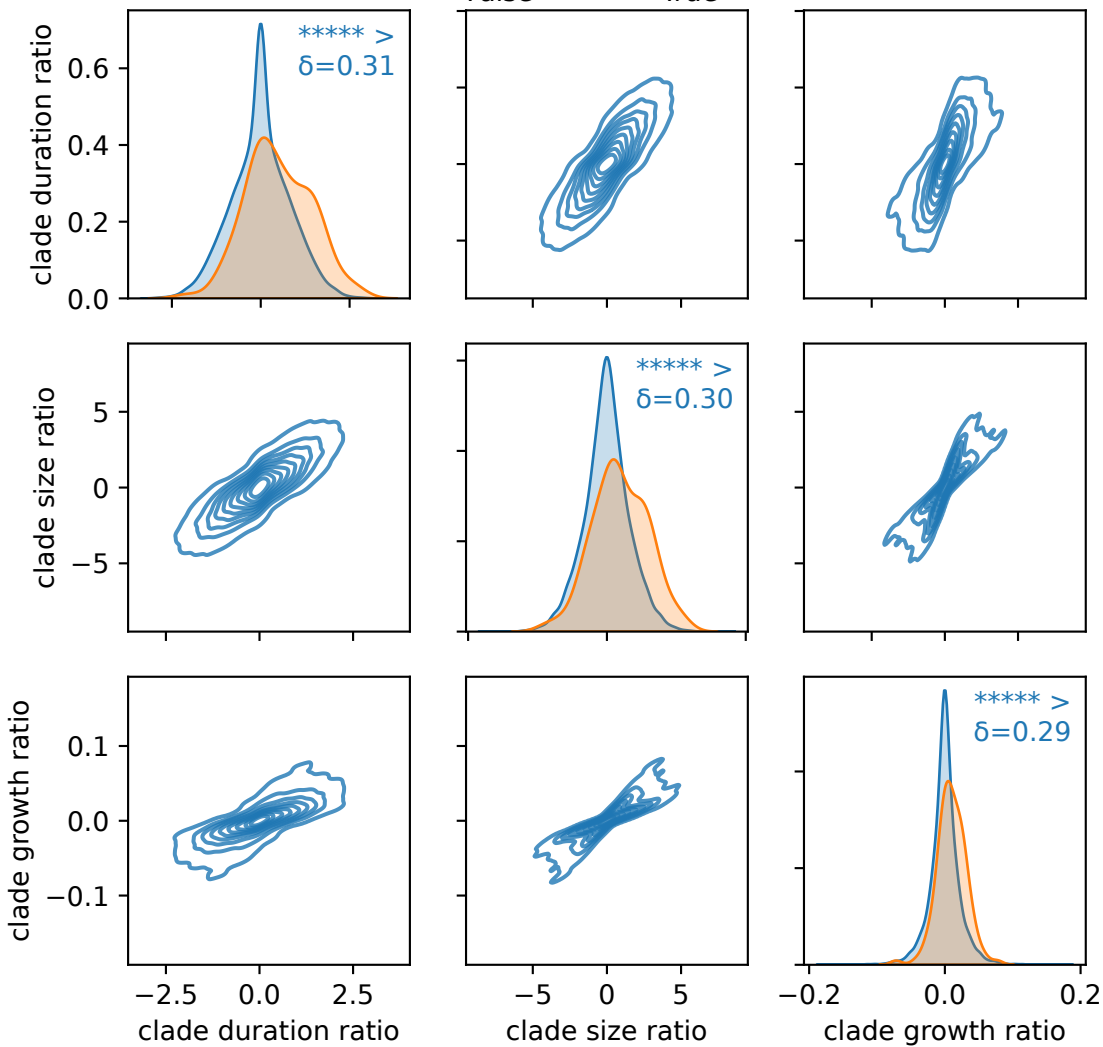 ***** >
δ=0.31
clade duration ratio
0.6
0.4
0.2
0.0
***** >
δ=0.30
clade size ratio
5
0
−5
***** >
δ=0.29
clade growth ratio
0.1
0.0
−0.1
−2.5 0.0 2.5
−5 0 5
−0.2 0.0 0.2
clade duration ratio
clade size ratio
clade growth ratio